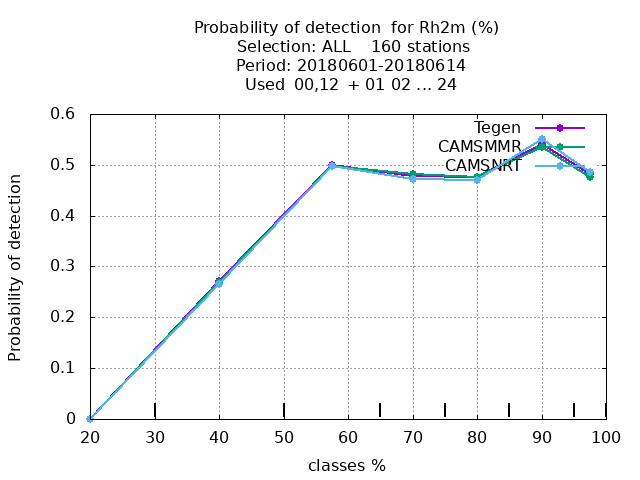 Probability of detection for Rh2m (%)
Selection: ALL 160 stations
Period: 20180601-20180614
Used 00,12 + 01 02 ... 24
0.6
0.5
0.4
0.3
0.2
0.1
0
Probability of detection
Tegen
CAMSMMR
CAMSNRT
20 30 40 50 60 70 80 90 100
classes %